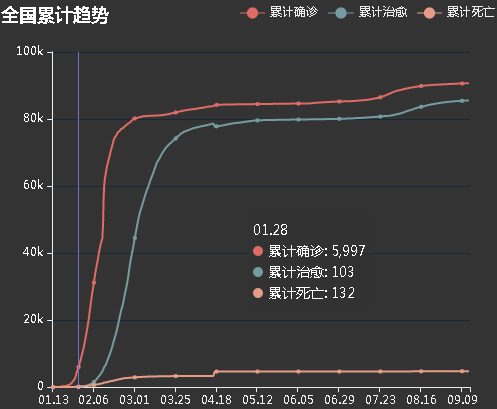 全国累计趋势
累计确诊 累计治愈 累计死亡
100k
80k
60k
40k
20k
0
01.28
累计确诊: 5,997
累计治愈: 103
累计死亡: 132
01.13 02.06 03.01 03.25 04.18 05.12 06.05 06.29 07.23 08.16 09.09